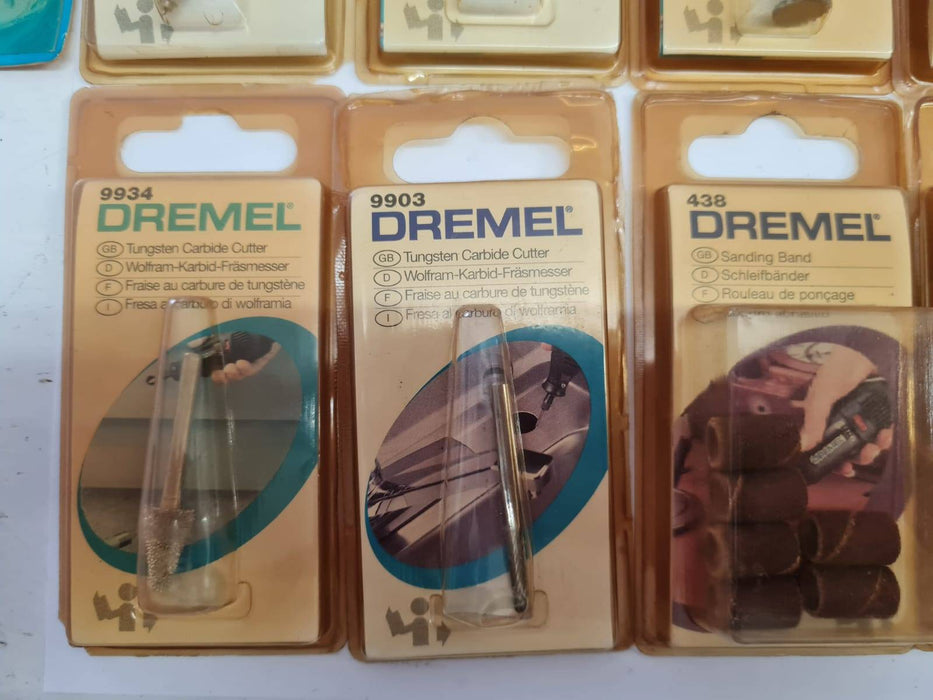 9934
DREMEL®
GB Tungsten Carbide Cutter
D Wolfram-Karbid-Fräsmesser
F Fraise au carbure de tungstène
I Fresa al carburo di wolframia
9903
DREMEL®
GB Tungsten Carbide Cutter
D Wolfram-Karbid-Fräsmesser
F Fraise au carbure de tungstène
I Fresa al carburo di wolframia
438
DREMEL®
GB Sanding Band
D Schleifbänder
F Rouleau de ponçage